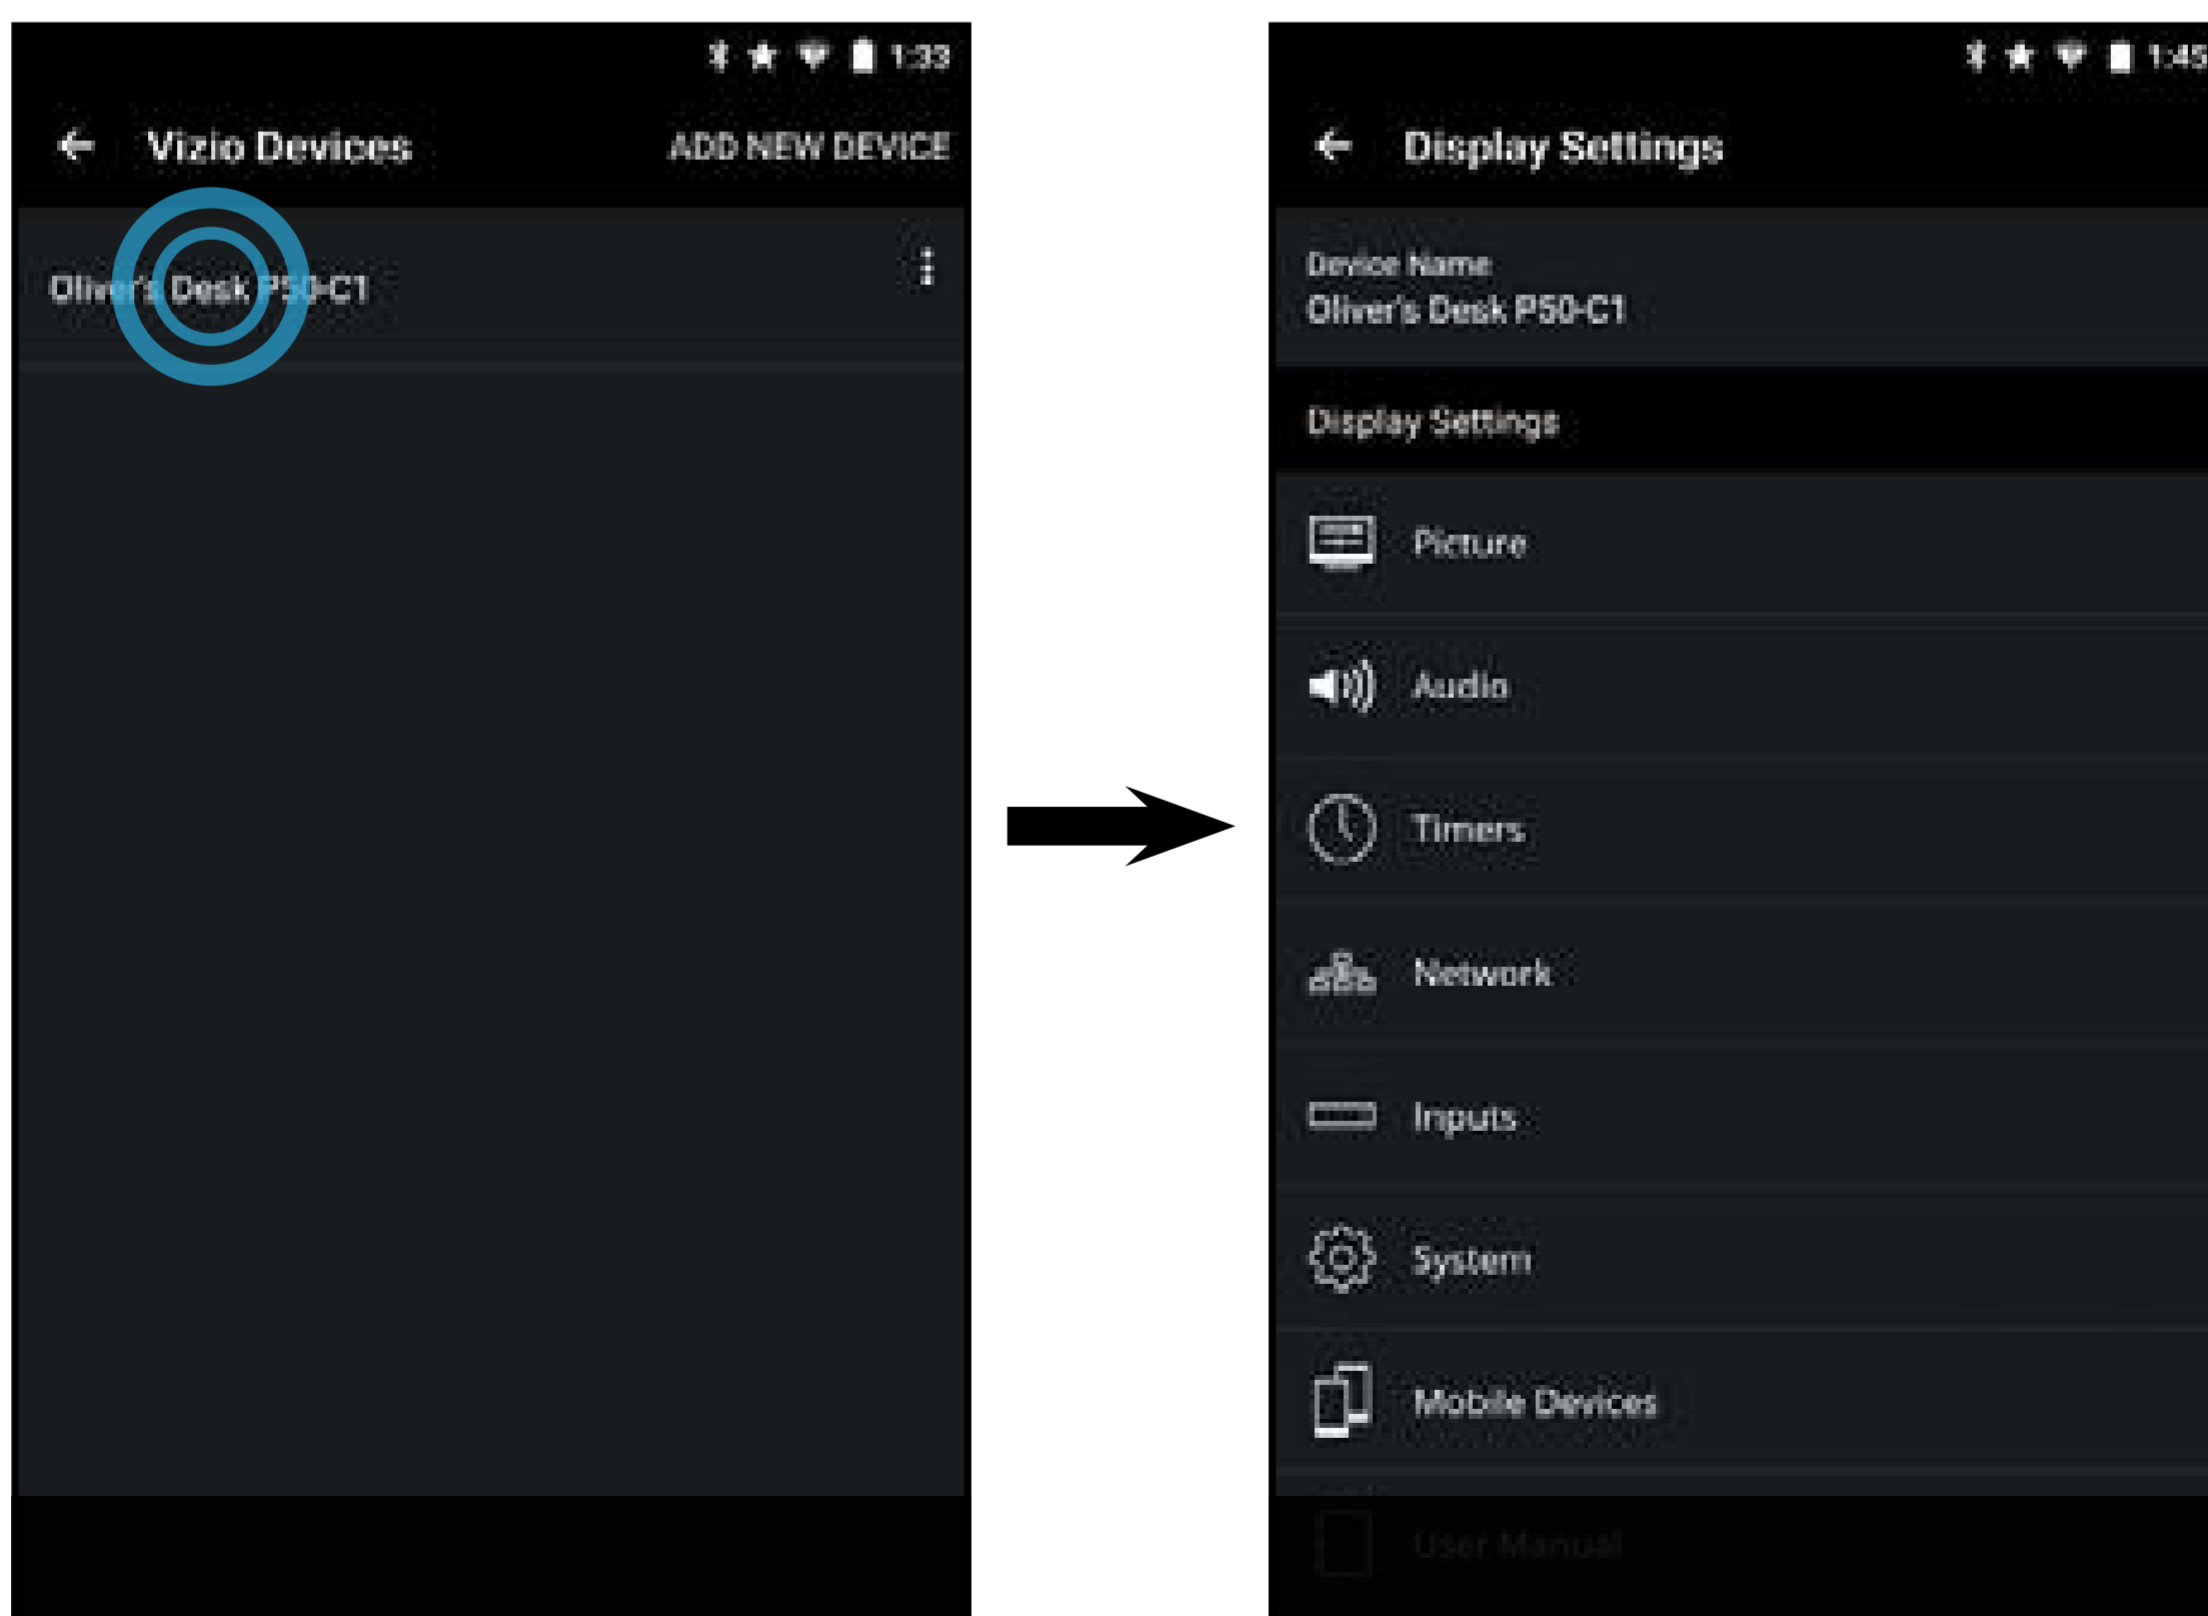 1:33
Vizio Devices ADD NEW DEVICE
Oliver's Desk P50-C1
1:45
Display Settings
Device Name
Oliver's Desk P50-C1
Display Settings
Picture
Audio
Timers
Network
Inputs
System
Mobile Devices
User Manual